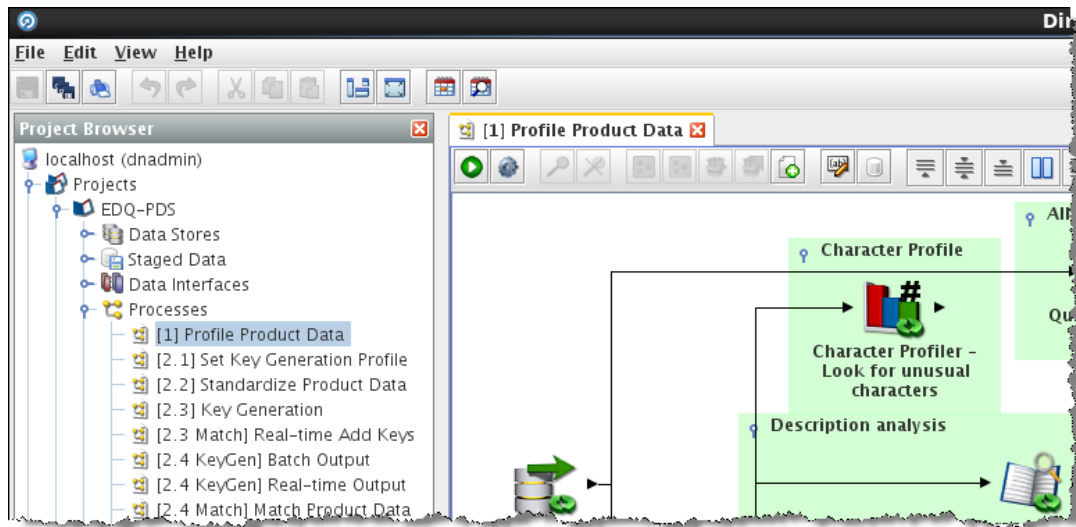 Dir
File Edit View Help
Project Browser
[1] Profile Product Data
localhost (dnadmin)
Projects
EDQ-PDS
Data Stores
Staged Data
Data Interfaces
Processes
[1] Profile Product Data
[2.1] Set Key Generation Profile
[2.2] Standardize Product Data
[2.3] Key Generation
[2.3 Match] Real-time Add Keys
[2.4 KeyGen] Batch Output
[2.4 KeyGen] Real-time Output
[2.4 Match] Match Product Data
All
Character Profile
#
Qu
Character Profiler -
Look for unusual
characters
Description analysis